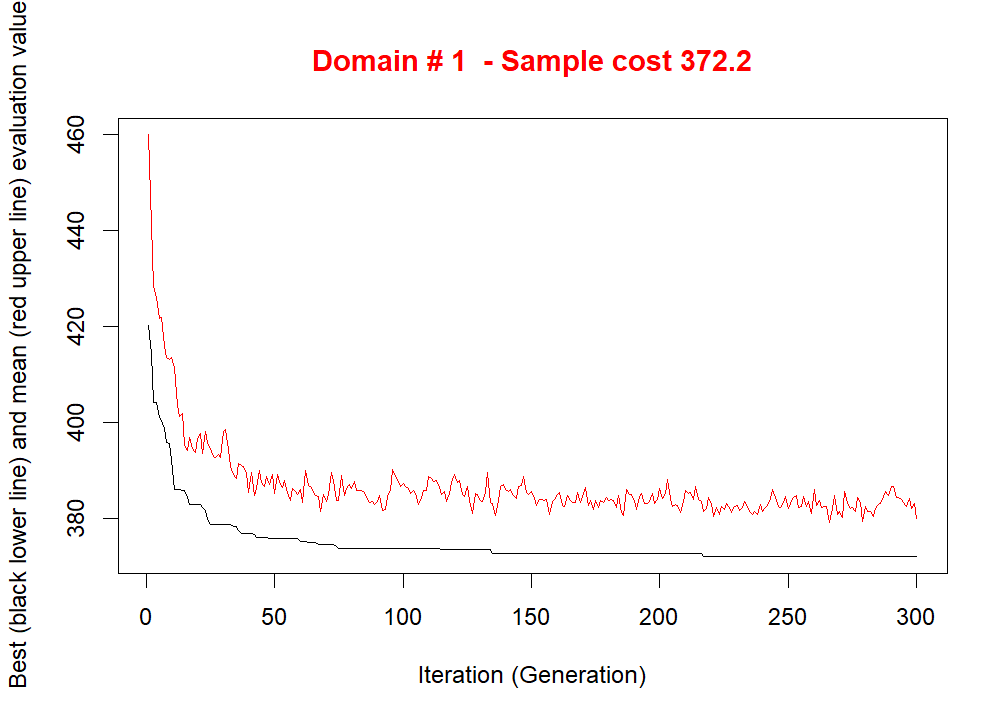 Domain # 1  - Sample cost 372.2
Best (black lower line) and mean (red upper line) evaluation value
460
440
420
400
380
0 50 100 150 200 250 300
Iteration (Generation)